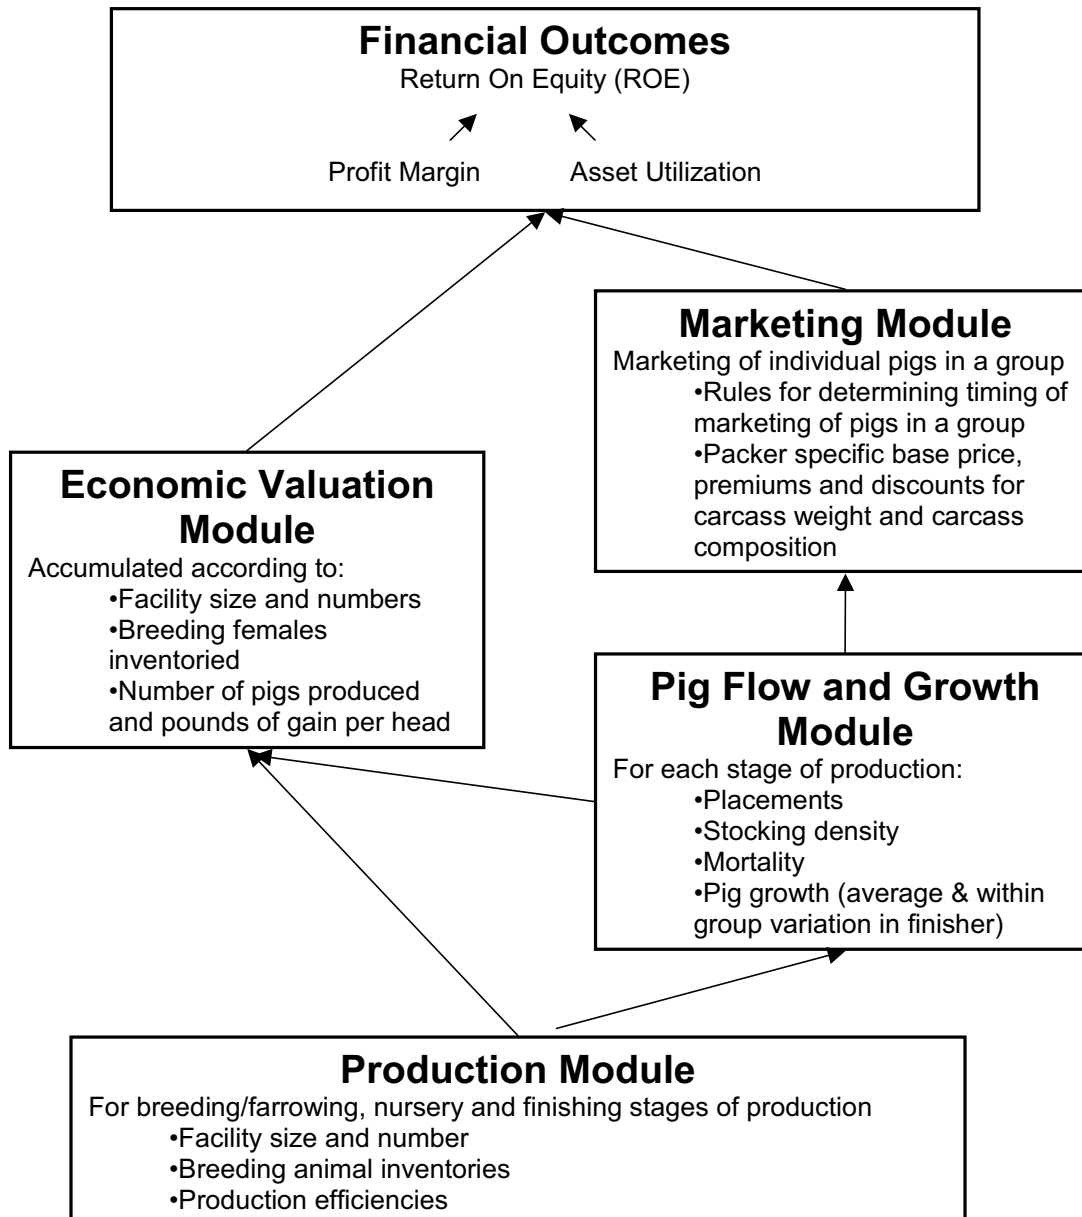 Financial Outcomes
Return On Equity (ROE)
Profit Margin
Asset Utilization
Marketing Module
Marketing of individual pigs in a group
•Rules for determining timing of
marketing of pigs in a group
•Packer specific base price,
premiums and discounts for
carcass weight and carcass
composition
Economic Valuation
Module
Accumulated according to:
•Facility size and numbers
•Breeding females
inventoried
•Number of pigs produced
and pounds of gain per head
Pig Flow and Growth
Module
For each stage of production:
•Placements
•Stocking density
•Mortality
•Pig growth (average & within
group variation in finisher)
Production Module
For breeding/farrowing, nursery and finishing stages of production
•Facility size and number
•Breeding animal inventories
•Production efficiencies